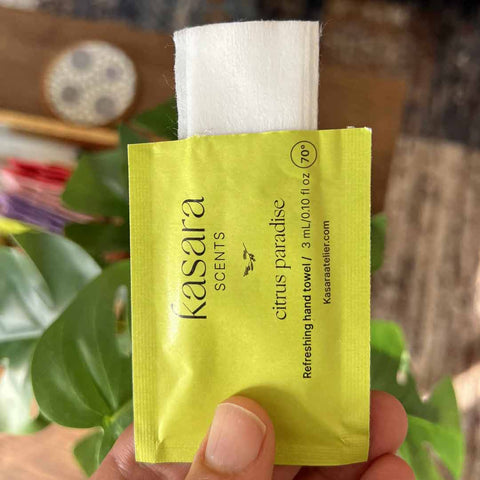 kasara
SCENTS
citrus paradise
Refreshing hand towel / 3 mL/0.10 fl oz 70°
Kasaraatelier.com